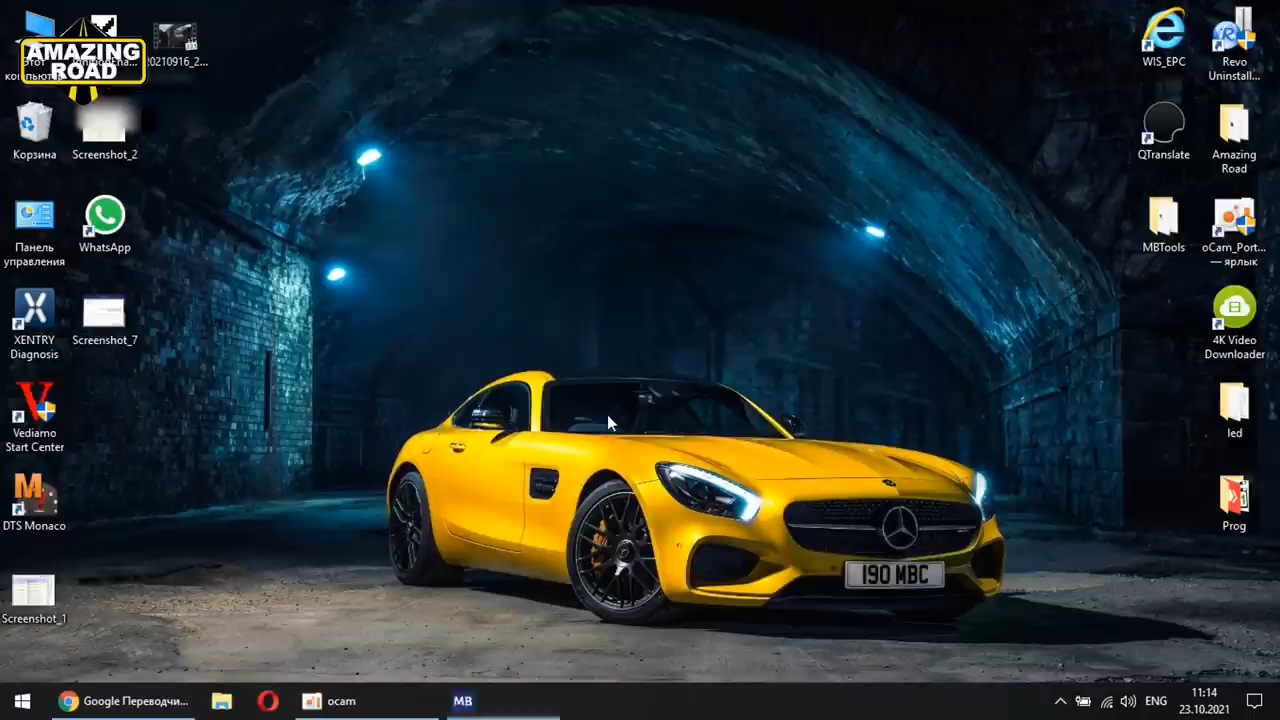 AMAZING
ROAD
20210916_2...
Корзина
Screenshot_2
Панель
управления
WhatsApp
XENTRY
Diagnosis
Screenshot_7
Vediamo
Start Center
DTS Monaco
Screenshot_1
WIS_EPC
Revo
Uninstall...
QTranslate
Amazing
Road
MBTools
oCam_Port...
— ярлык
4K Video
Downloader
led
Prog
190 MBC
Google Переводчи...
ocam
MB
ENG
11:14
23.10.2021